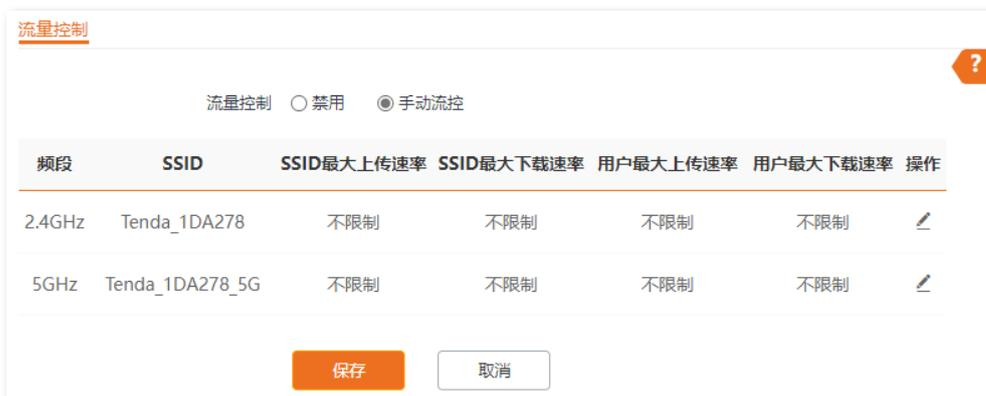 流量控制
?
流量控制 禁用 手动流控
频段 SSID SSID最大上传速率 SSID最大下载速率 用户最大上传速率 用户最大下载速率 操作
2.4GHz Tenda_1DA278 不限制 不限制 不限制 不限制
5GHz Tenda_1DA278_5G 不限制 不限制 不限制 不限制
保存 取消